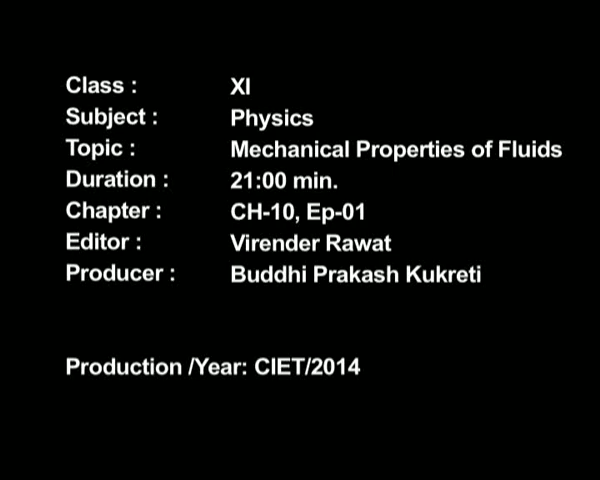 Class : XI
Subject : Physics
Topic : Mechanical Properties of Fluids
Duration : 21:00 min.
Chapter : CH-10, Ep-01
Editor : Virender Rawat
Producer : Buddhi Prakash Kukreti
Production /Year: CIET/2014